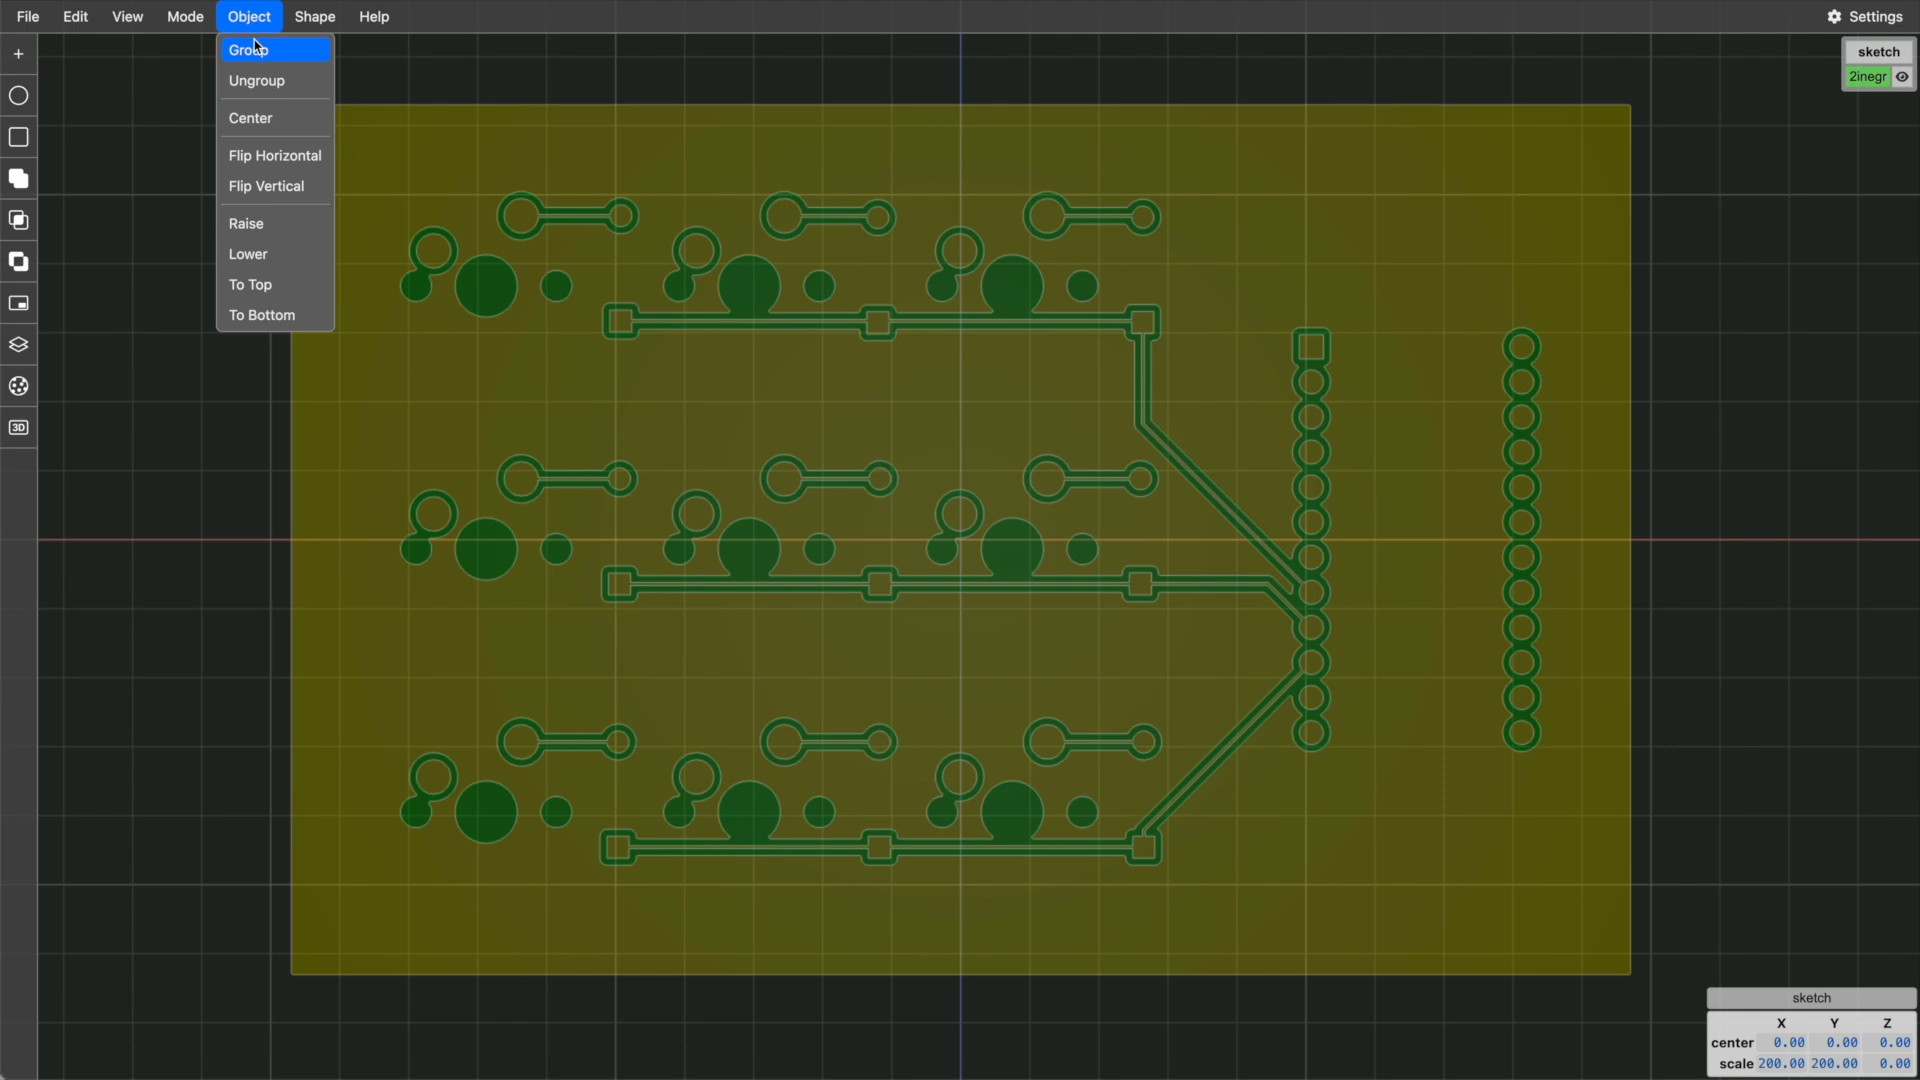 File Edit View Mode Object Shape Help Settings
Group
Ungroup
Center
Flip Horizontal
Flip Vertical
Raise
Lower
To Top
To Bottom
3D
sketch
2inegr
sketch
X Y Z
center 0.00 0.00 0.00
scale 200.00 200.00 0.00